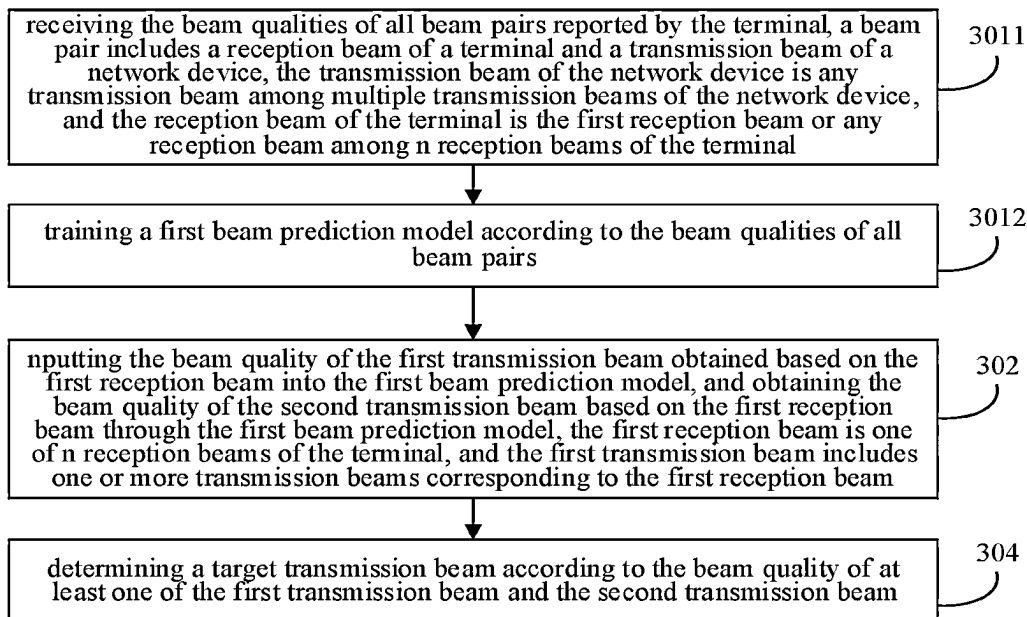 receiving the beam qualities of all beam pairs reported by the terminal, a beam
pair includes a reception beam of a terminal and a transmission beam of a
network device, the transmission beam of the network device is any
transmission beam among multiple transmission beams of the network device,
and the reception beam of the terminal is the first reception beam or any
reception beam among n reception beams of the terminal
3011
training a first beam prediction model according to the beam qualities of all
beam pairs
3012
nputting the beam quality of the first transmission beam obtained based on the
first reception beam into the first beam prediction model, and obtaining the
beam quality of the second transmission beam based on the first reception
beam through the first beam prediction model, the first reception beam is one
of n reception beams of the terminal, and the first transmission beam includes
one or more transmission beams corresponding to the first reception beam
302
determining a target transmission beam according to the beam quality of at
least one of the first transmission beam and the second transmission beam
304